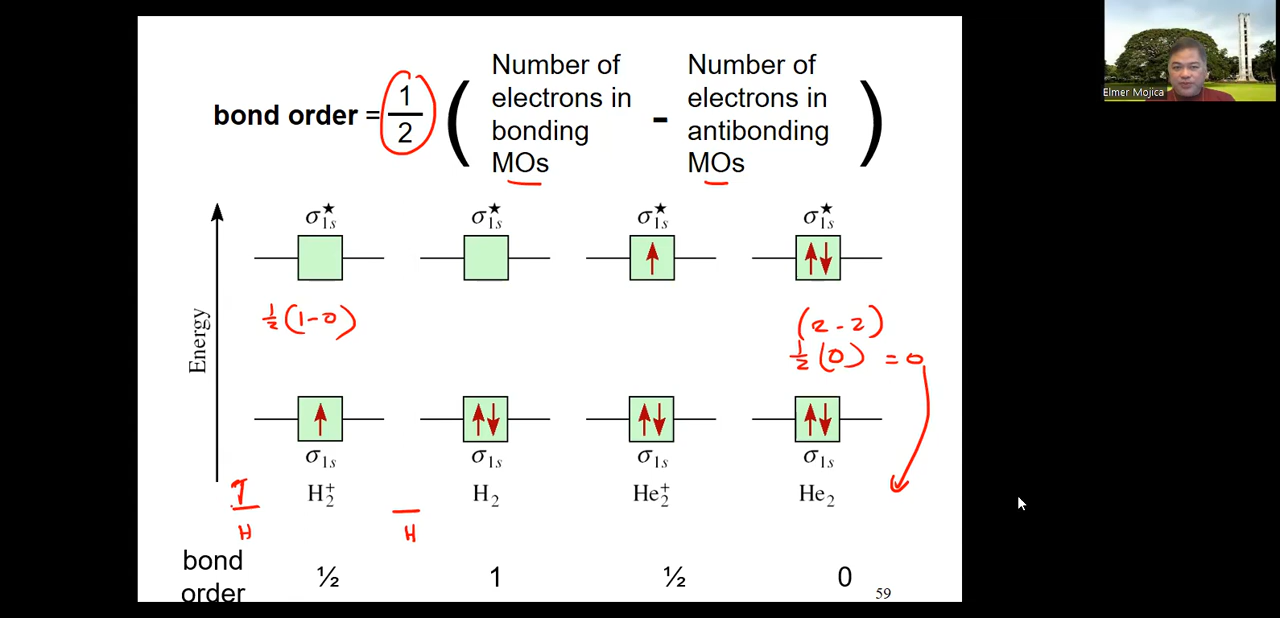 Elmer Mojica
bond order = 1/2 ( Number of electrons in bonding MOs - Number of electrons in antibonding MOs )
σ★1s σ★1s σ★1s σ★1s
½(1-0) (2-2)
½(0) = 0
Energy
σ1s σ1s σ1s σ1s
H2+ H2 He2+ He2
1
H H
bond order ½ 1 ½ 0
59